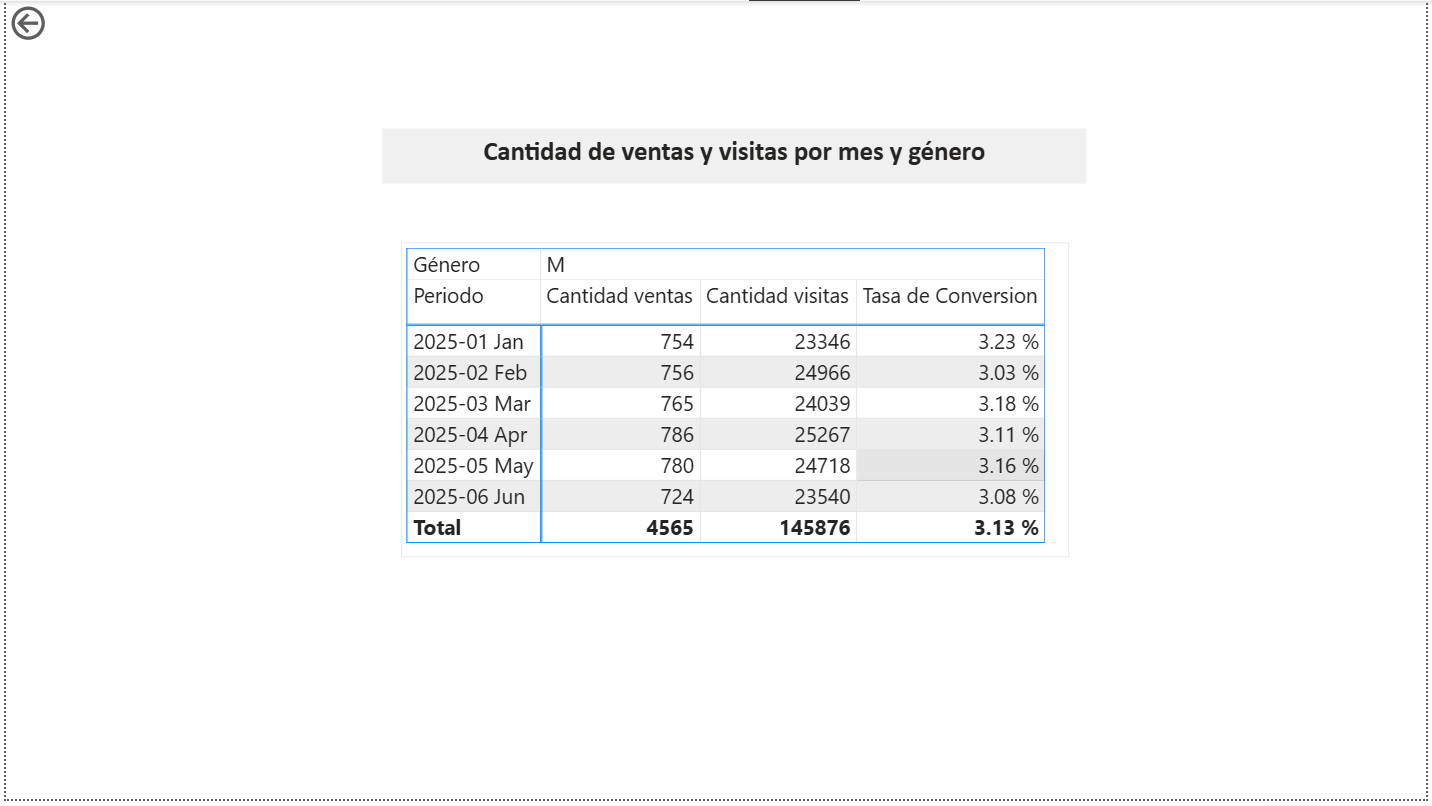 Cantidad de ventas y visitas por mes y género
Género M
Periodo Cantidad ventas Cantidad visitas Tasa de Conversion
2025-01 Jan 754 23346 3.23 %
2025-02 Feb 756 24966 3.03 %
2025-03 Mar 765 24039 3.18 %
2025-04 Apr 786 25267 3.11 %
2025-05 May 780 24718 3.16 %
2025-06 Jun 724 23540 3.08 %
Total 4565 145876 3.13 %